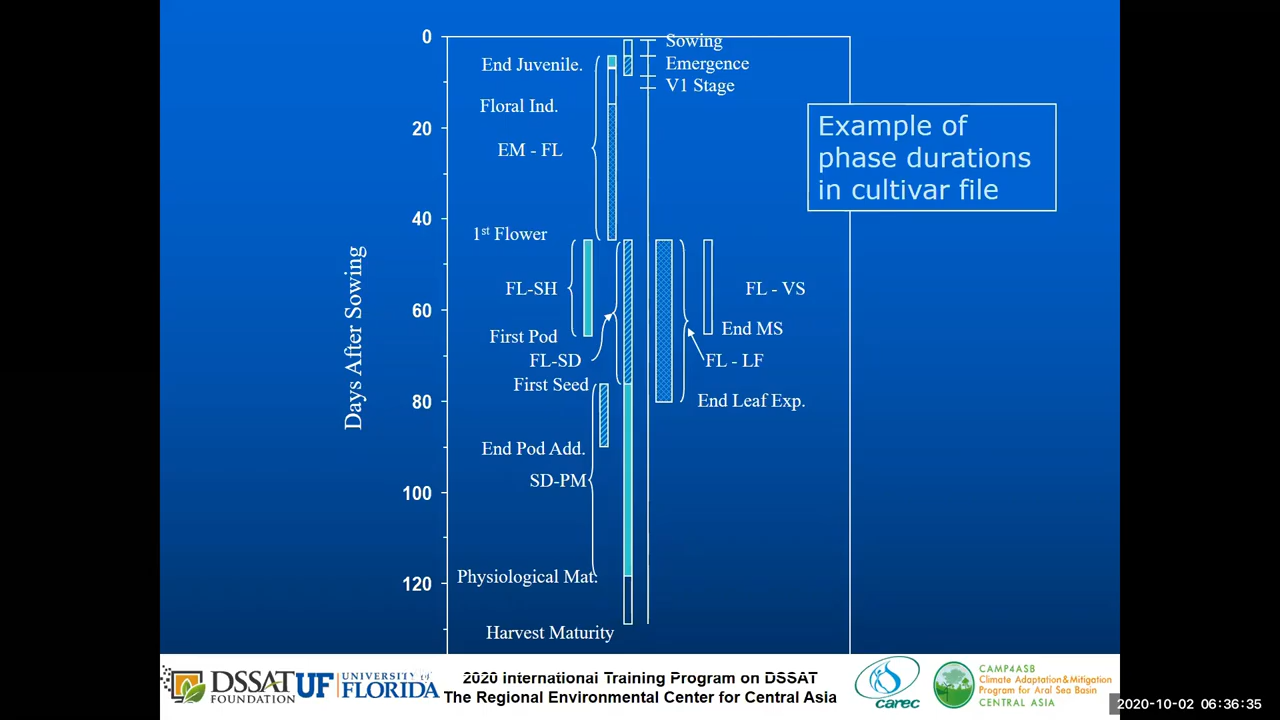 0
20
40
60
80
100
120
Days After Sowing
Sowing
Emergence
V1 Stage
End Juvenile.
Floral Ind.
EM - FL
1st Flower
FL-SH
First Pod
FL-SD
First Seed
End Pod Add.
SD-PM
Physiological Mat.
Harvest Maturity
FL - VS
End MS
FL - LF
End Leaf Exp.
Example of
phase durations
in cultivar file
DSSAT
FOUNDATION
UF UNIVERSITY of
FLORIDA
2020 International Training Program on DSSAT
The Regional Environmental Center for Central Asia
carec
CAMP4ASB
Climate Adaptation & Mitigation
Program for Aral Sea Basin
CENTRAL ASIA
2020-10-02 06:36:35